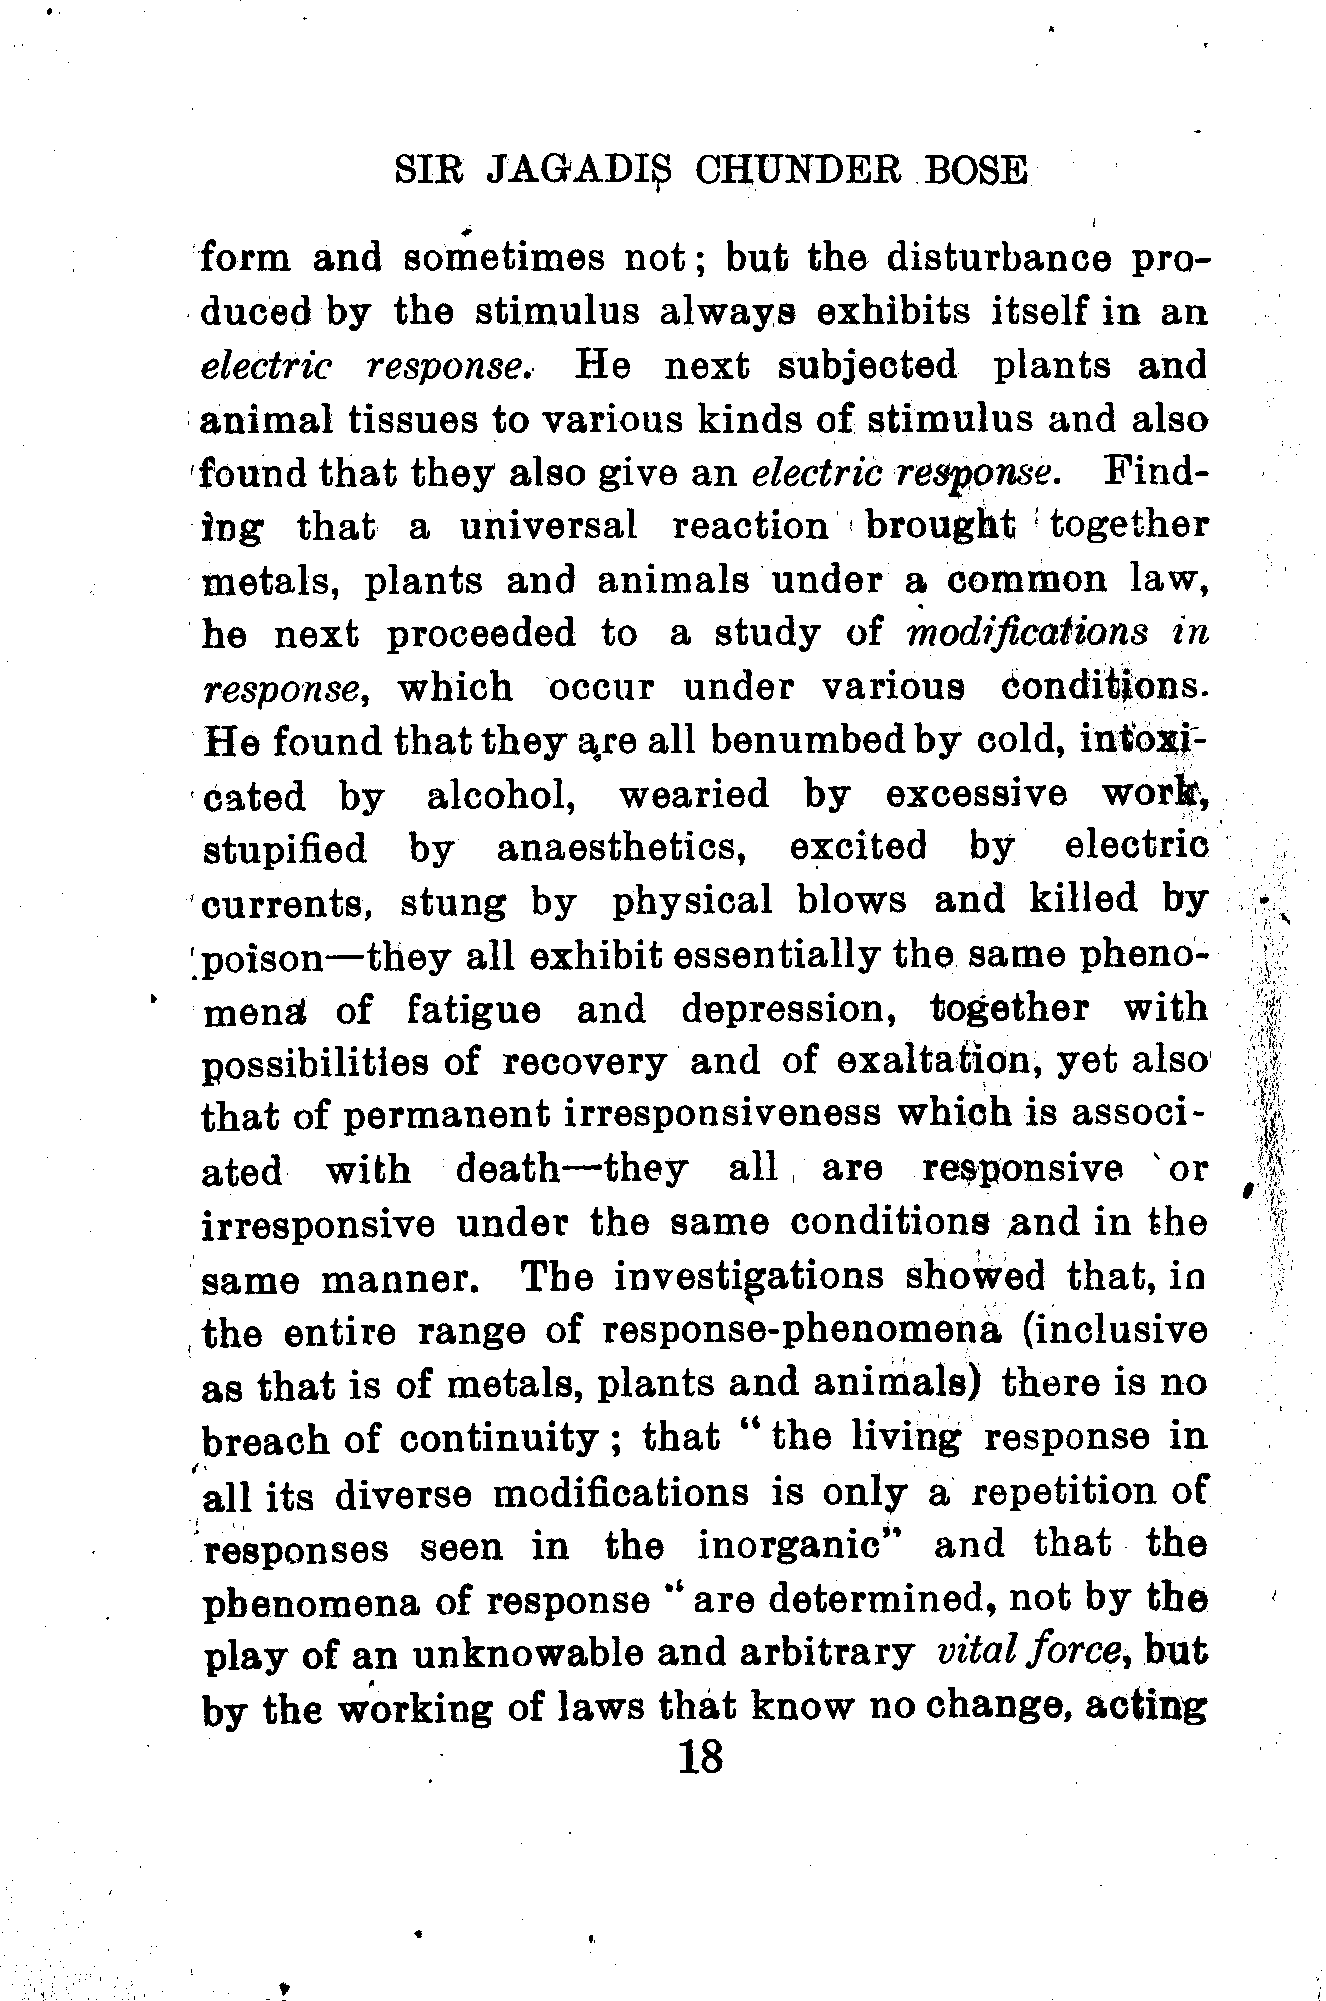 SIR JAGADIS CHUNDER BOSE
form and sometimes not; but the disturbance pro-
duced by the stimulus always exhibits itself in an
electric response. He next subjected plants and
animal tissues to various kinds of stimulus and also
found that they also give an electric response. Find-
ing that a universal reaction brought together
metals, plants and animals under a common law,
he next proceeded to a study of modifications in
response, which occur under various conditions.
He found that they are all benumbed by cold, intoxi-
cated by alcohol, wearied by excessive work,
stupified by anaesthetics, excited by electric
currents, stung by physical blows and killed by
poison—they all exhibit essentially the same pheno-
mena of fatigue and depression, together with
possibilities of recovery and of exaltation, yet also
that of permanent irresponsiveness which is associ-
ated with death—they all are responsive or
irresponsive under the same conditions and in the
same manner. The investigations showed that, in
the entire range of response-phenomena (inclusive
as that is of metals, plants and animals) there is no
breach of continuity; that "the living response in
all its diverse modifications is only a repetition of
responses seen in the inorganic" and that the
phenomena of response "are determined, not by the
play of an unknowable and arbitrary vital force, but
by the working of laws that know no change, acting
18